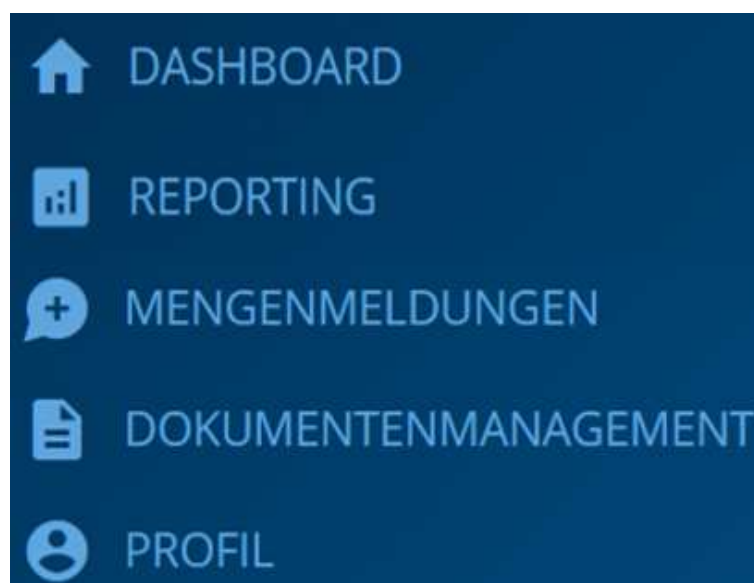 DASHBOARD
REPORTING
MENGENMELDUNGEN
DOKUMENTENMANAGEMENT
PROFIL